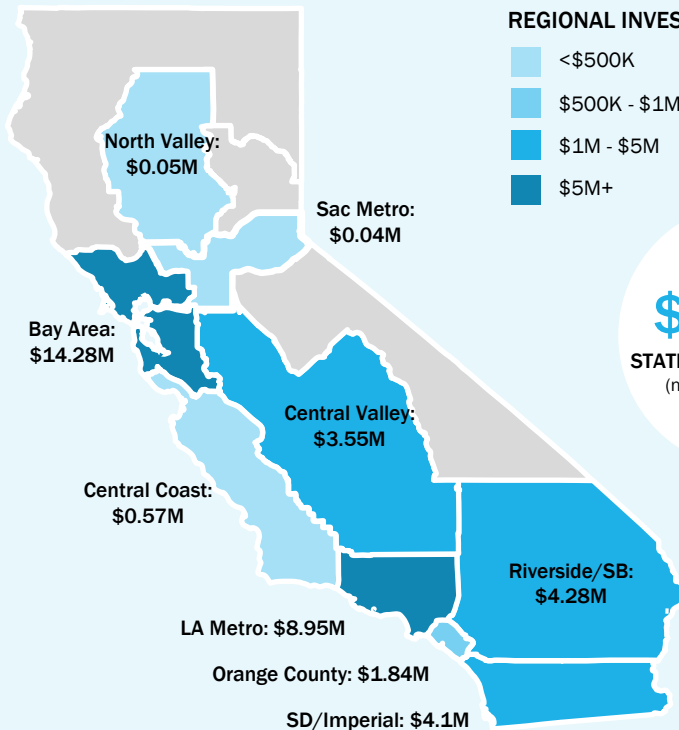 REGIONAL INVES
<$500K
$500K - $1M
$1M - $5M
$5M+
North Valley:
$0.05M
Sac Metro:
$0.04M
$
STATE
(n
Bay Area:
$14.28M
Central Valley:
$3.55M
Central Coast:
$0.57M
Riverside/SB:
$4.28M
LA Metro: $8.95M
Orange County: $1.84M
SD/Imperial: $4.1M